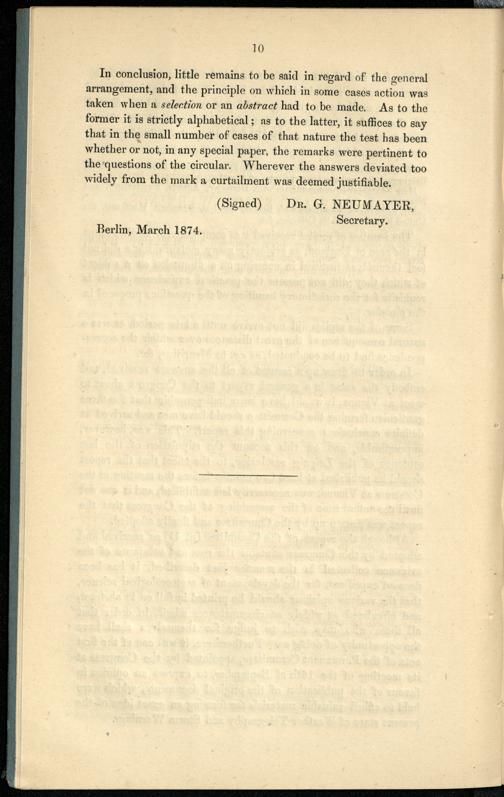 10
In conclusion, little remains to be said in regard of the general
arrangement, and the principle on which in some cases action was
taken when a selection or an abstract had to be made. As to the
former it is strictly alphabetical; as to the latter, it suffices to say
that in the small number of cases of that nature the test has been
whether or not, in any special paper, the remarks were pertinent to
the questions of the circular. Wherever the answers deviated too
widely from the mark a curtailment was deemed justifiable.
(Signed) DR. G. NEUMAYER,
Secretary.
Berlin, March 1874.